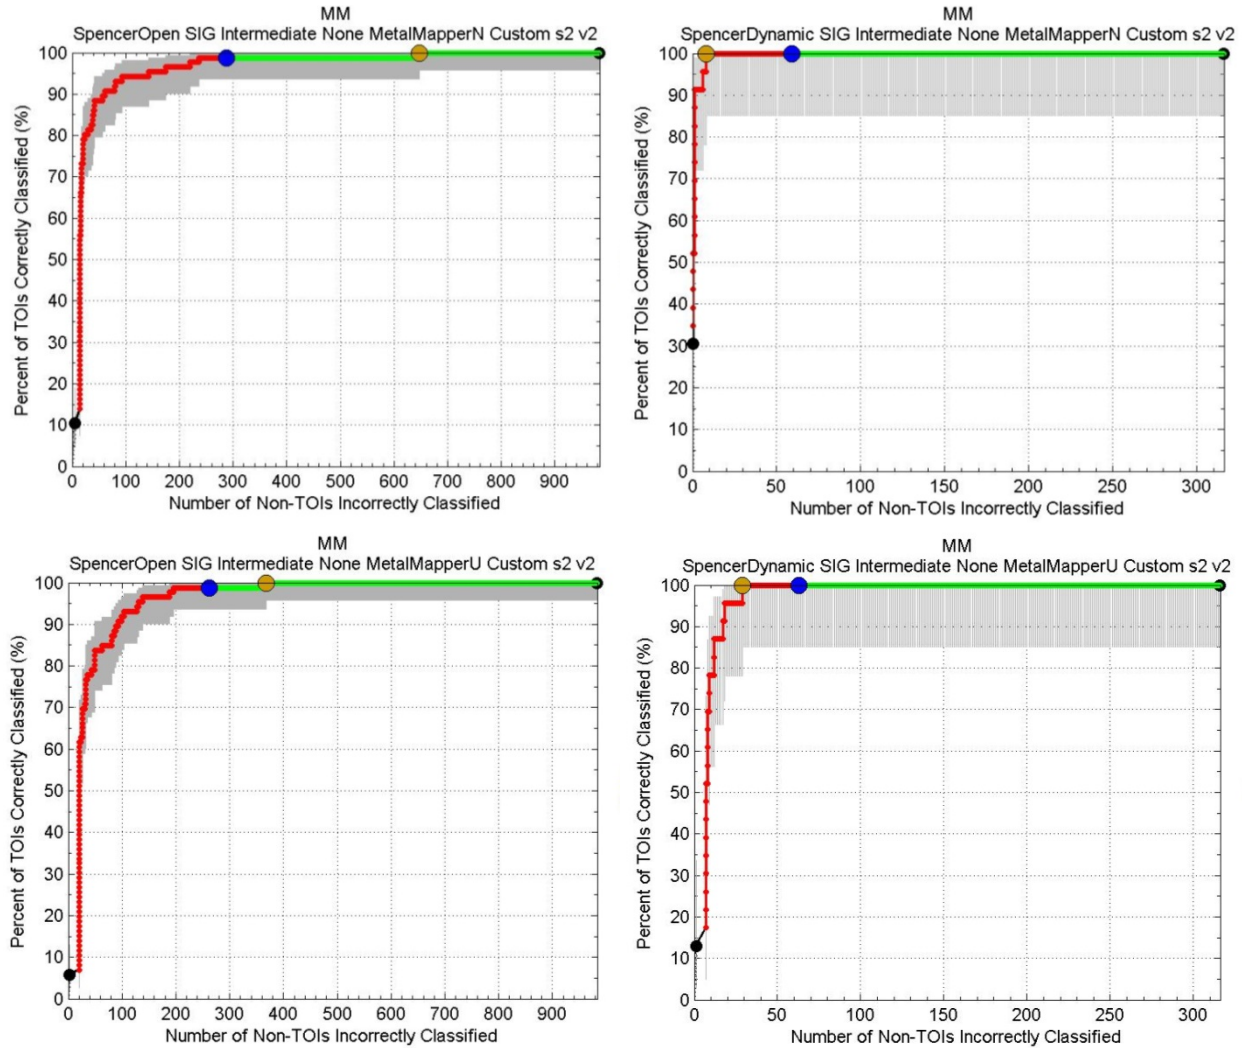 MM
SpencerOpen SIG Intermediate None MetalMapperN Custom s2 v2
Percent of TOIs Correctly Classified (%)
100
90
80
70
60
50
40
30
20
10
0
0 100 200 300 400 500 600 700 800 900
Number of Non-TOIs Incorrectly Classified
MM
SpencerDynamic SIG Intermediate None MetalMapperN Custom s2 v2
Percent of TOIs Correctly Classified (%)
100
90
80
70
60
50
40
30
20
10
0
0 50 100 150 200 250 300
Number of Non-TOIs Incorrectly Classified
MM
SpencerOpen SIG Intermediate None MetalMapperU Custom s2 v2
Percent of TOIs Correctly Classified (%)
100
90
80
70
60
50
40
30
20
10
0
0 100 200 300 400 500 600 700 800 900
Number of Non-TOIs Incorrectly Classified
MM
SpencerDynamic SIG Intermediate None MetalMapperU Custom s2 v2
Percent of TOIs Correctly Classified (%)
100
90
80
70
60
50
40
30
20
10
0
0 50 100 150 200 250 300
Number of Non-TOIs Incorrectly Classified